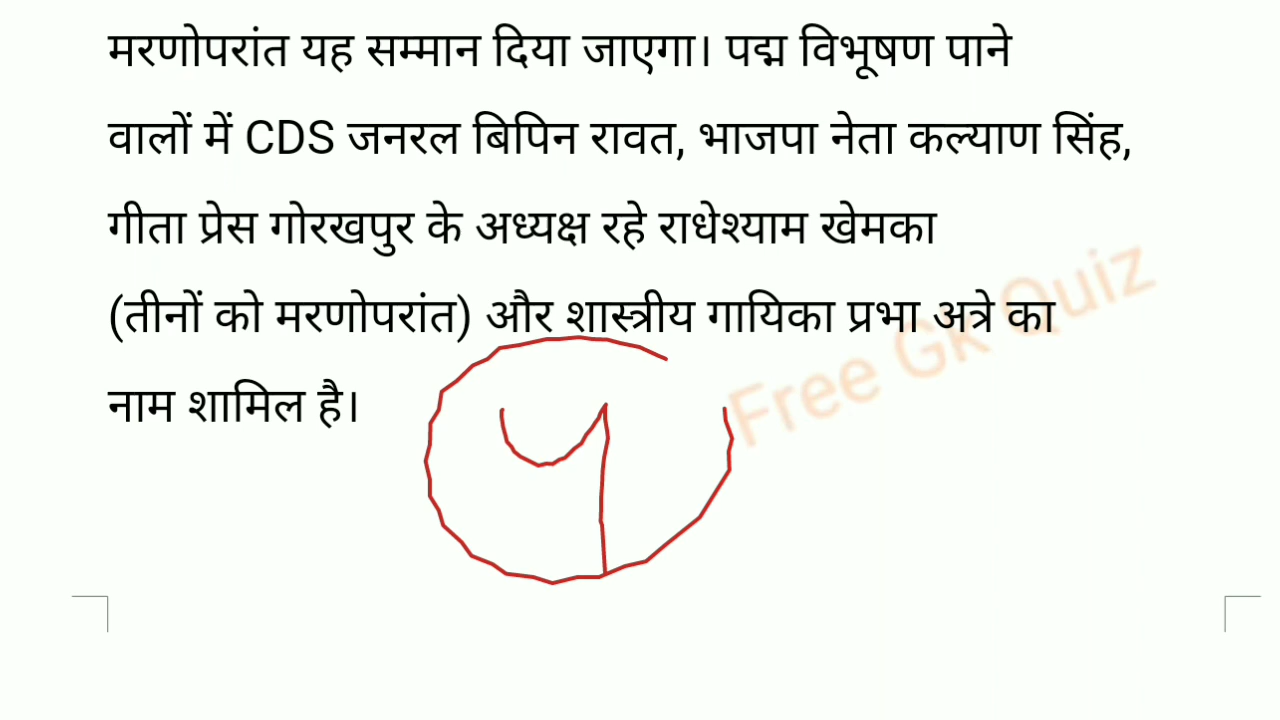 मरणोपरांत यह सम्मान दिया जाएगा। पद्म विभूषण पाने
वालों में CDS जनरल बिपिन रावत, भाजपा नेता कल्याण सिंह,
गीता प्रेस गोरखपुर के अध्यक्ष रहे राधेश्याम खेमका
(तीनों को मरणोपरांत) और शास्त्रीय गायिका प्रभा अत्रे का
नाम शामिल है।
Free Gk Quiz